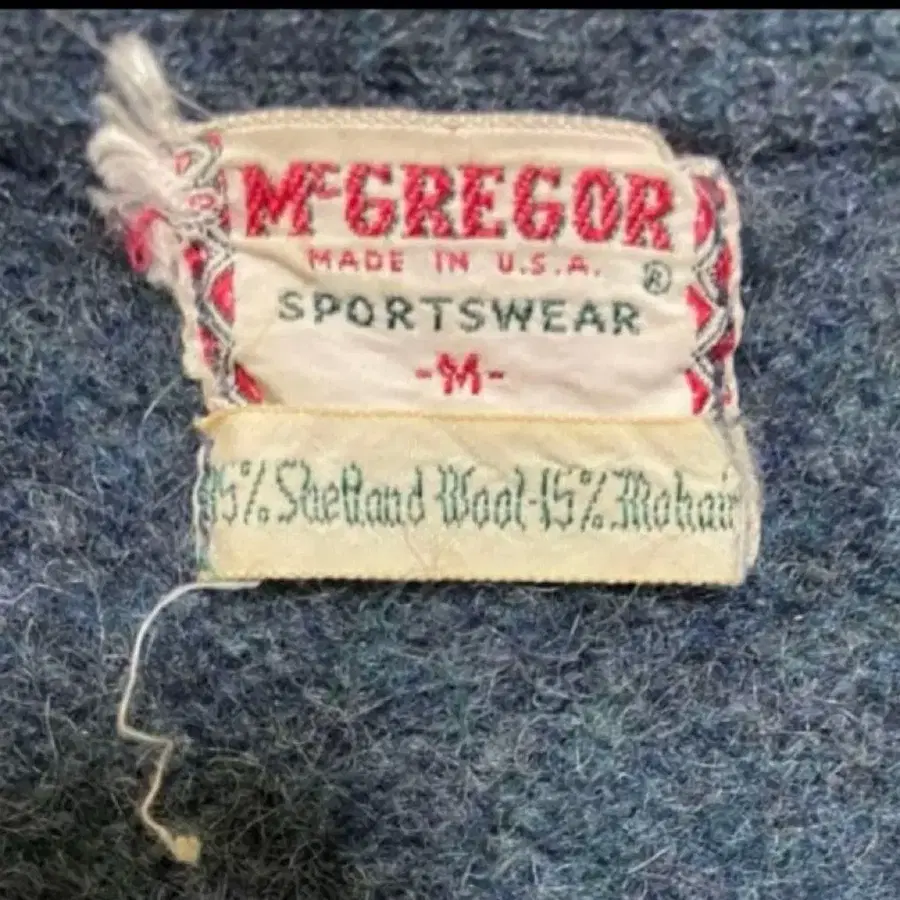 McGREGOR
MADE IN U.S.A.
®
SPORTSWEAR
-M-
85% Shetland Wool-15% Mohair